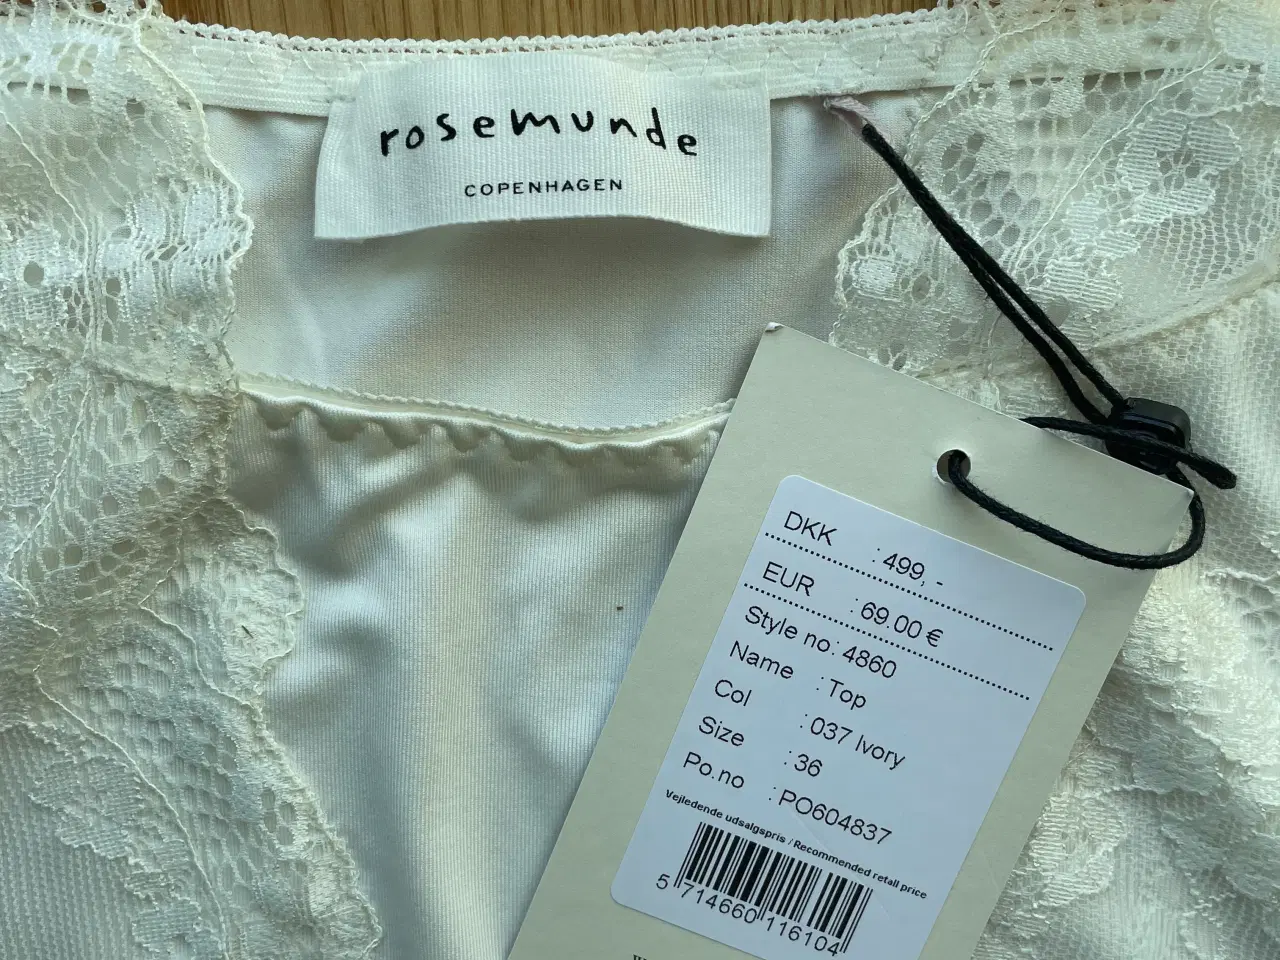 rosemunde
COPENHAGEN
DKK : 499,-
EUR : 69.00 €
Style no: 4860
Name : Top
Col : 037 Ivory
Size : 36
Po.no : PO604837
Vejledende udsalgspris / Recommended retail price
5 714660 116104